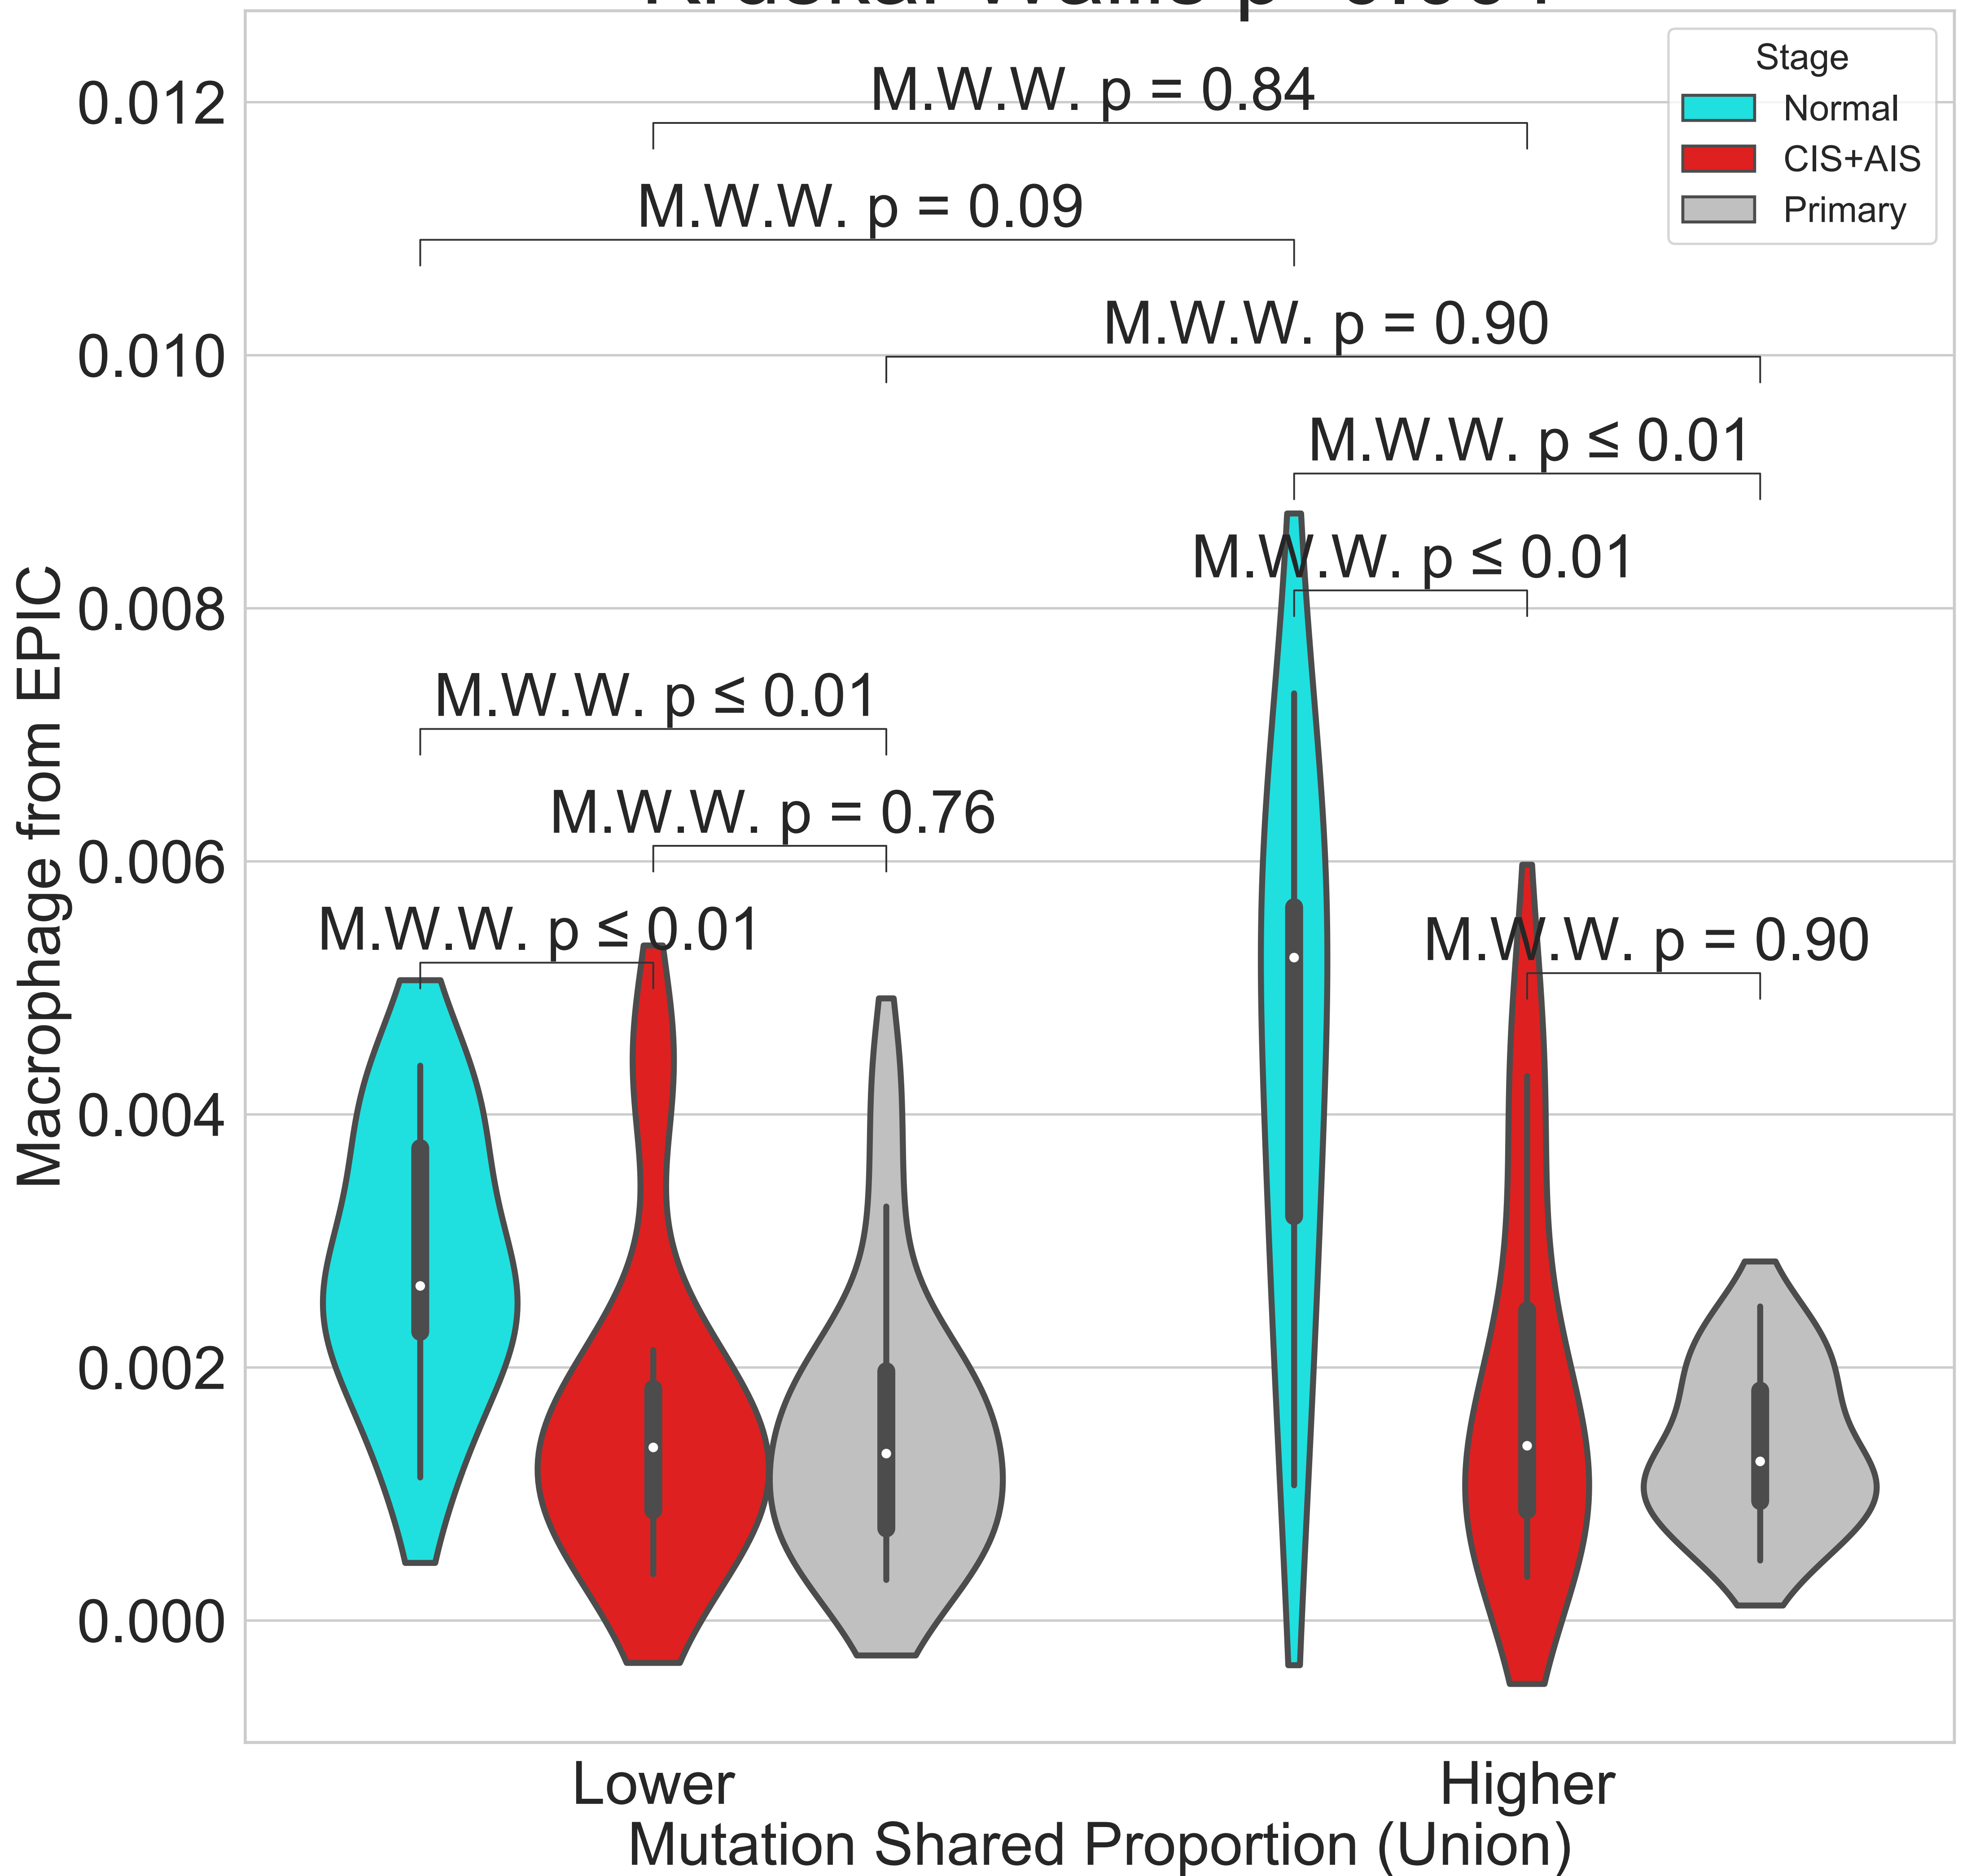 Stage
Normal
CIS+AIS
Primary
M.W.W. p = 0.84
M.W.W. p = 0.09
M.W.W. p = 0.90
M.W.W. p ≤ 0.01
M.W.W. p ≤ 0.01
M.W.W. p ≤ 0.01
M.W.W. p = 0.76
M.W.W. p ≤ 0.01
M.W.W. p = 0.90
0.012
0.010
0.008
0.006
0.004
0.002
0.000
Macrophage from EPIC
Lower
Higher
Mutation Shared Proportion (Union)